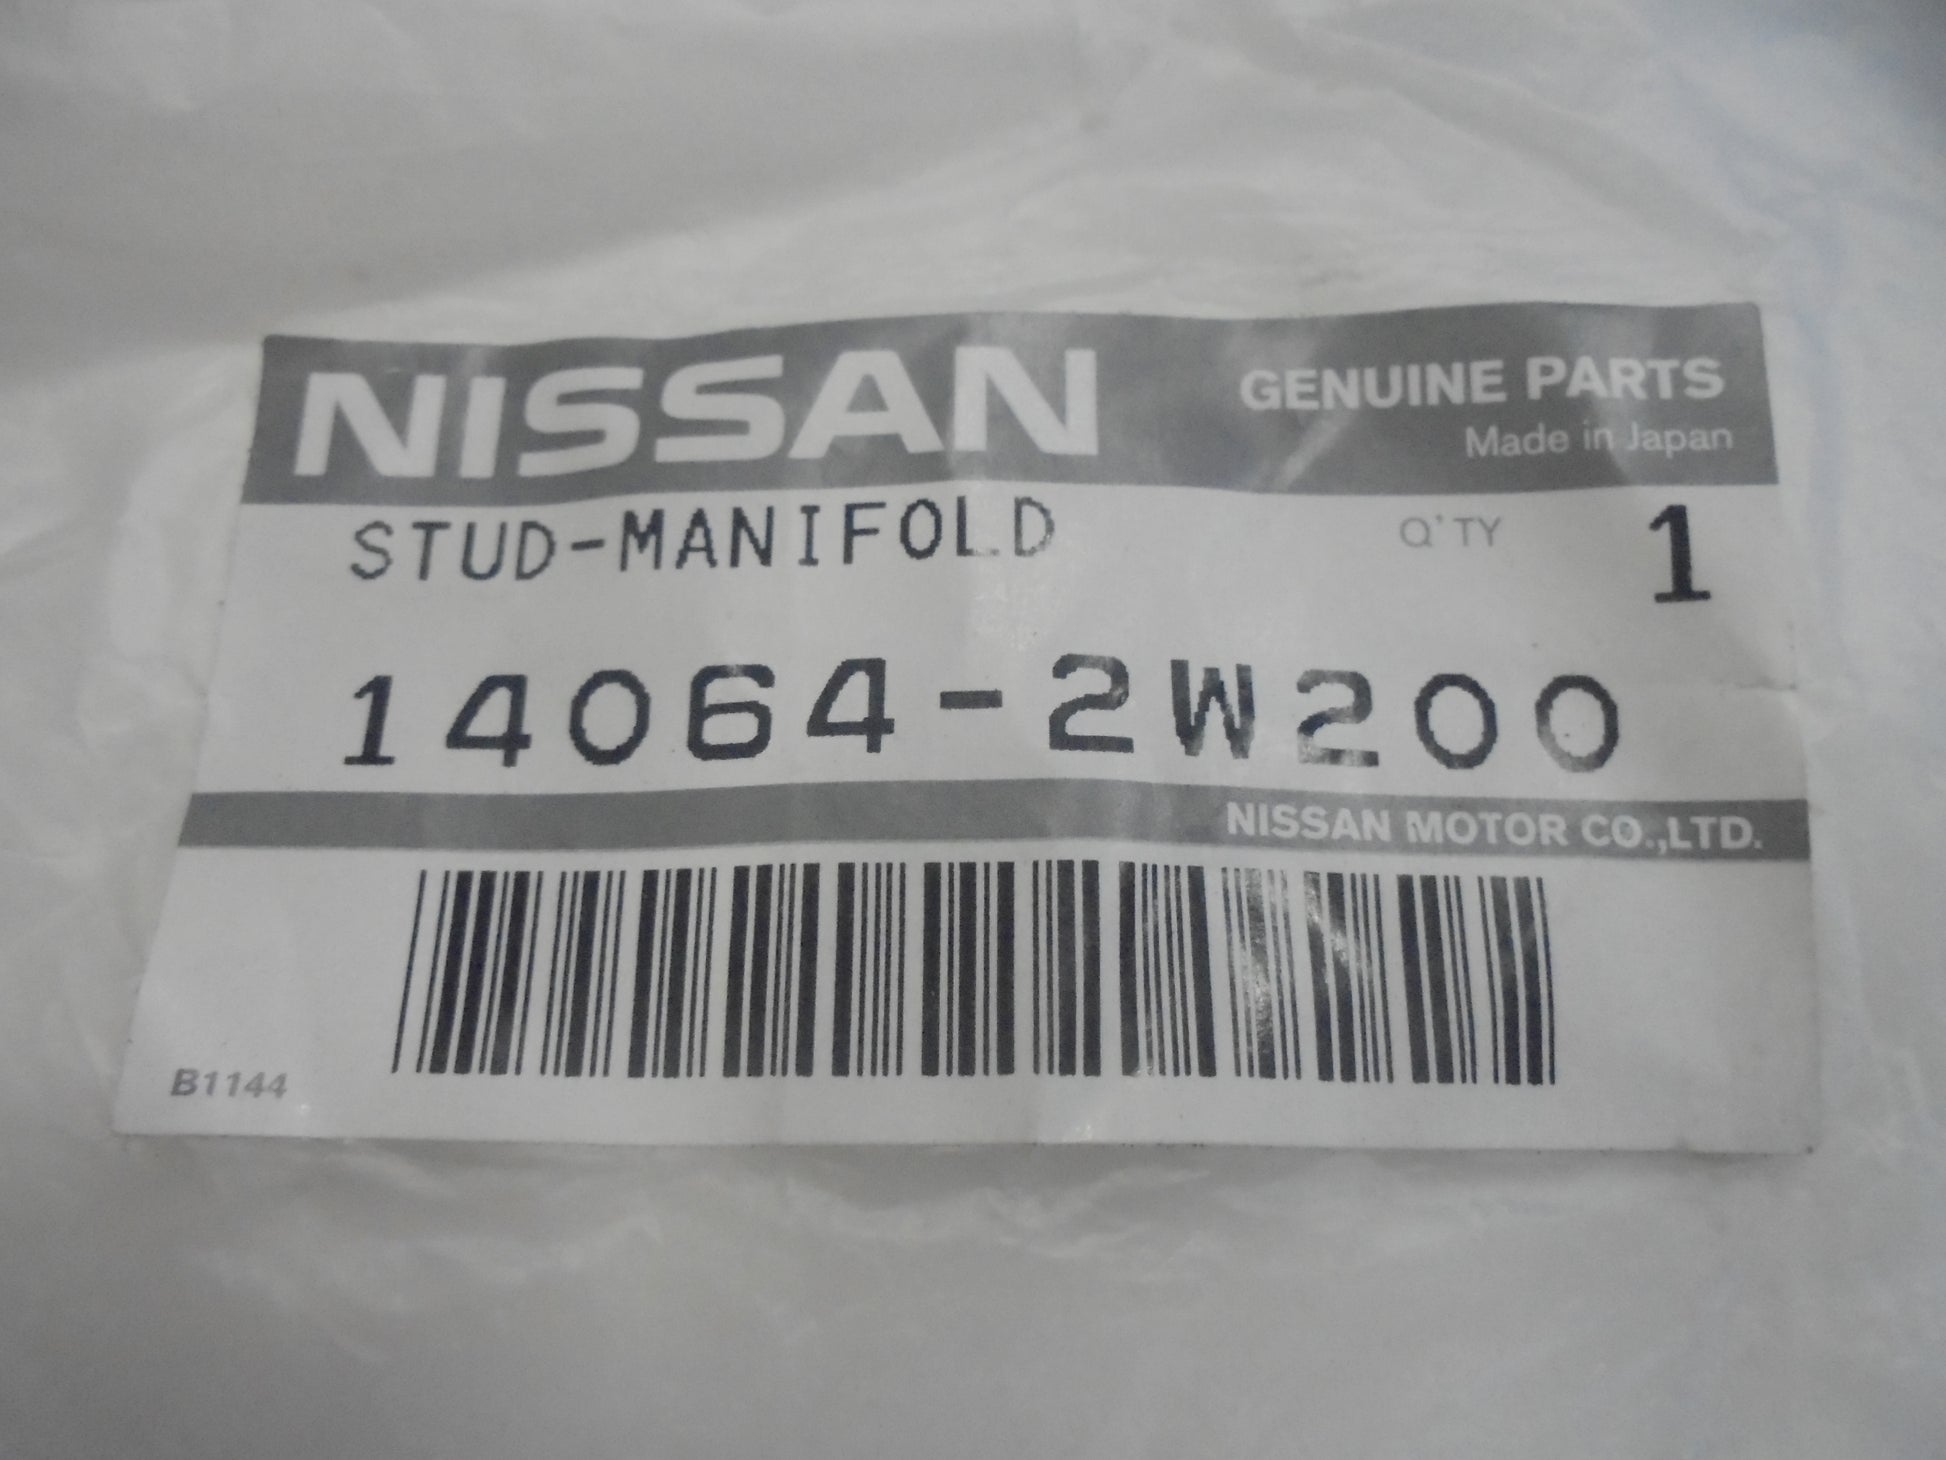 NISSAN GENUINE PARTS
Made in Japan
STUD-MANIFOLD Q'TY 1
14064-2W200
NISSAN MOTOR CO.,LTD.
B1144